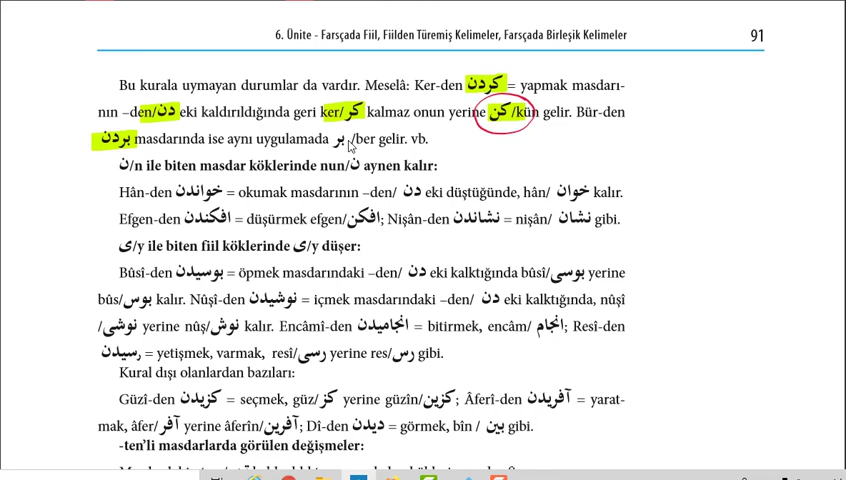 6. Ünite - Farsçada Fiil, Fiilden Türemiş Kelimeler, Farsçada Birleşik Kelimeler 91
Bu kurala uymayan durumlar da vardır. Meselâ: Ker-den كردن = yapmak masdarı-
nın –den/دن eki kaldırıldığında geri ker/كر kalmaz onun yerine كن/kün gelir. Bür-den
بردن masdarında ise aynı uygulamada بر /ber gelir. vb.
ن/n ile biten masdar köklerinde nun/ن aynen kalır:
Hân-den خواندن = okumak masdarının –den/ دن eki düştüğünde, hân/ خوان kalır.
Efgen-den افكندن = düşürmek efgen/افكن; Nişân-den نشاندن = nişân/ نشان gibi.
ى/y ile biten fiil köklerinde ى/y düşer:
Bûsî-den بوسيدن = öpmek masdarındaki –den/ دن eki kalktığında bûsî/بوسى yerine
bûs/بوس kalır. Nûşî-den نوشيدن = içmek masdarındaki –den/ دن eki kalktığında, nûşî
/نوشى yerine nûş/نوش kalır. Encâmî-den انجاميدن = bitirmek, encâm/ انجام; Resî-den
رسيدن = yetişmek, varmak, resî/رسى yerine res/رس gibi.
Kural dışı olanlardan bazıları:
Güzî-den كزيدن = seçmek, güz/كز yerine güzîn/كزين; Âferî-den آفريدن = yarat-
mak, âfer/آفر yerine âferîn/آفرين; Dî-den ديدن = görmek, bîn / بين gibi.
-ten'li masdarlarda görülen değişmeler: